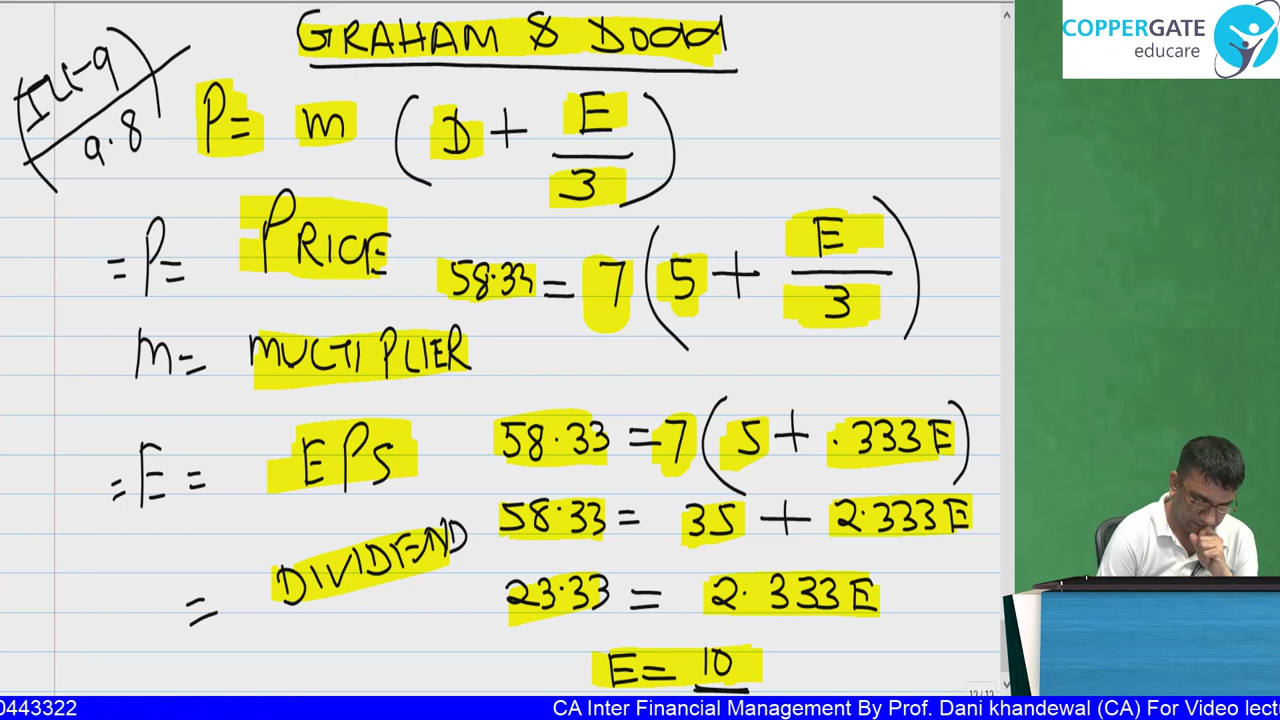 GRAHAM & Dodd
COPPERGATE
educare
(ILL-9
9.8)
P= m (D + E/3)
= P= PRICE
58.33 = 7 (5 + E/3)
m= MULTIPLIER
58.33 = 7 (5 + .333E)
= E = EPS
58.33 = 35 + 2.333E
= DIVIDEND
23.33 = 2.333E
E= 10
12/12
0443322
CA Inter Financial Management By Prof. Dani khandewal (CA) For Video lect